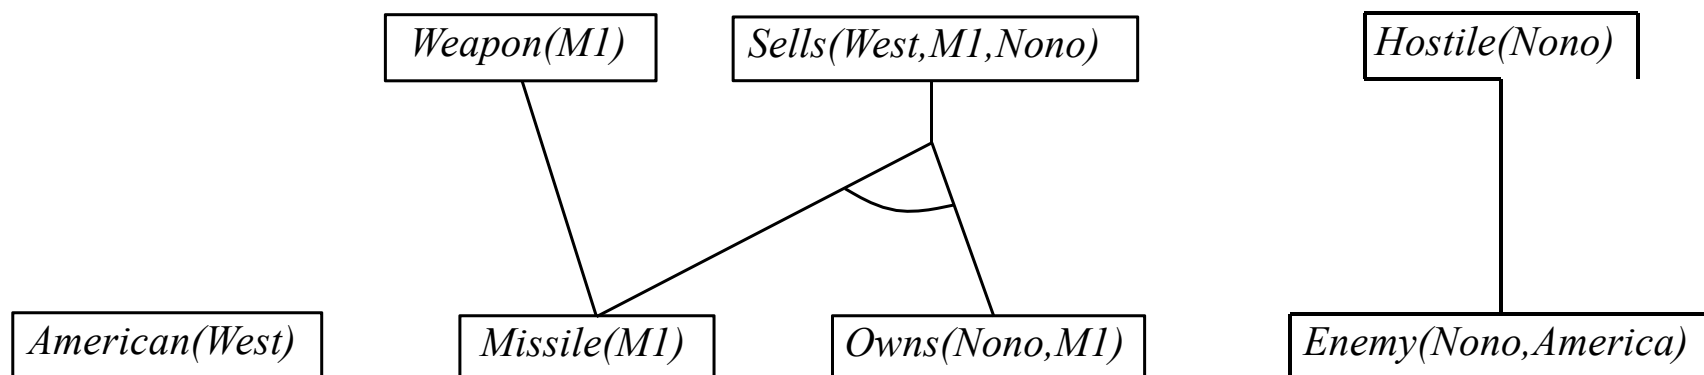 Weapon(M1)
Sells(West,M1,Nono)
Hostile(Nono)
American(West)
Missile(M1)
Owns(Nono,M1)
Enemy(Nono,America)